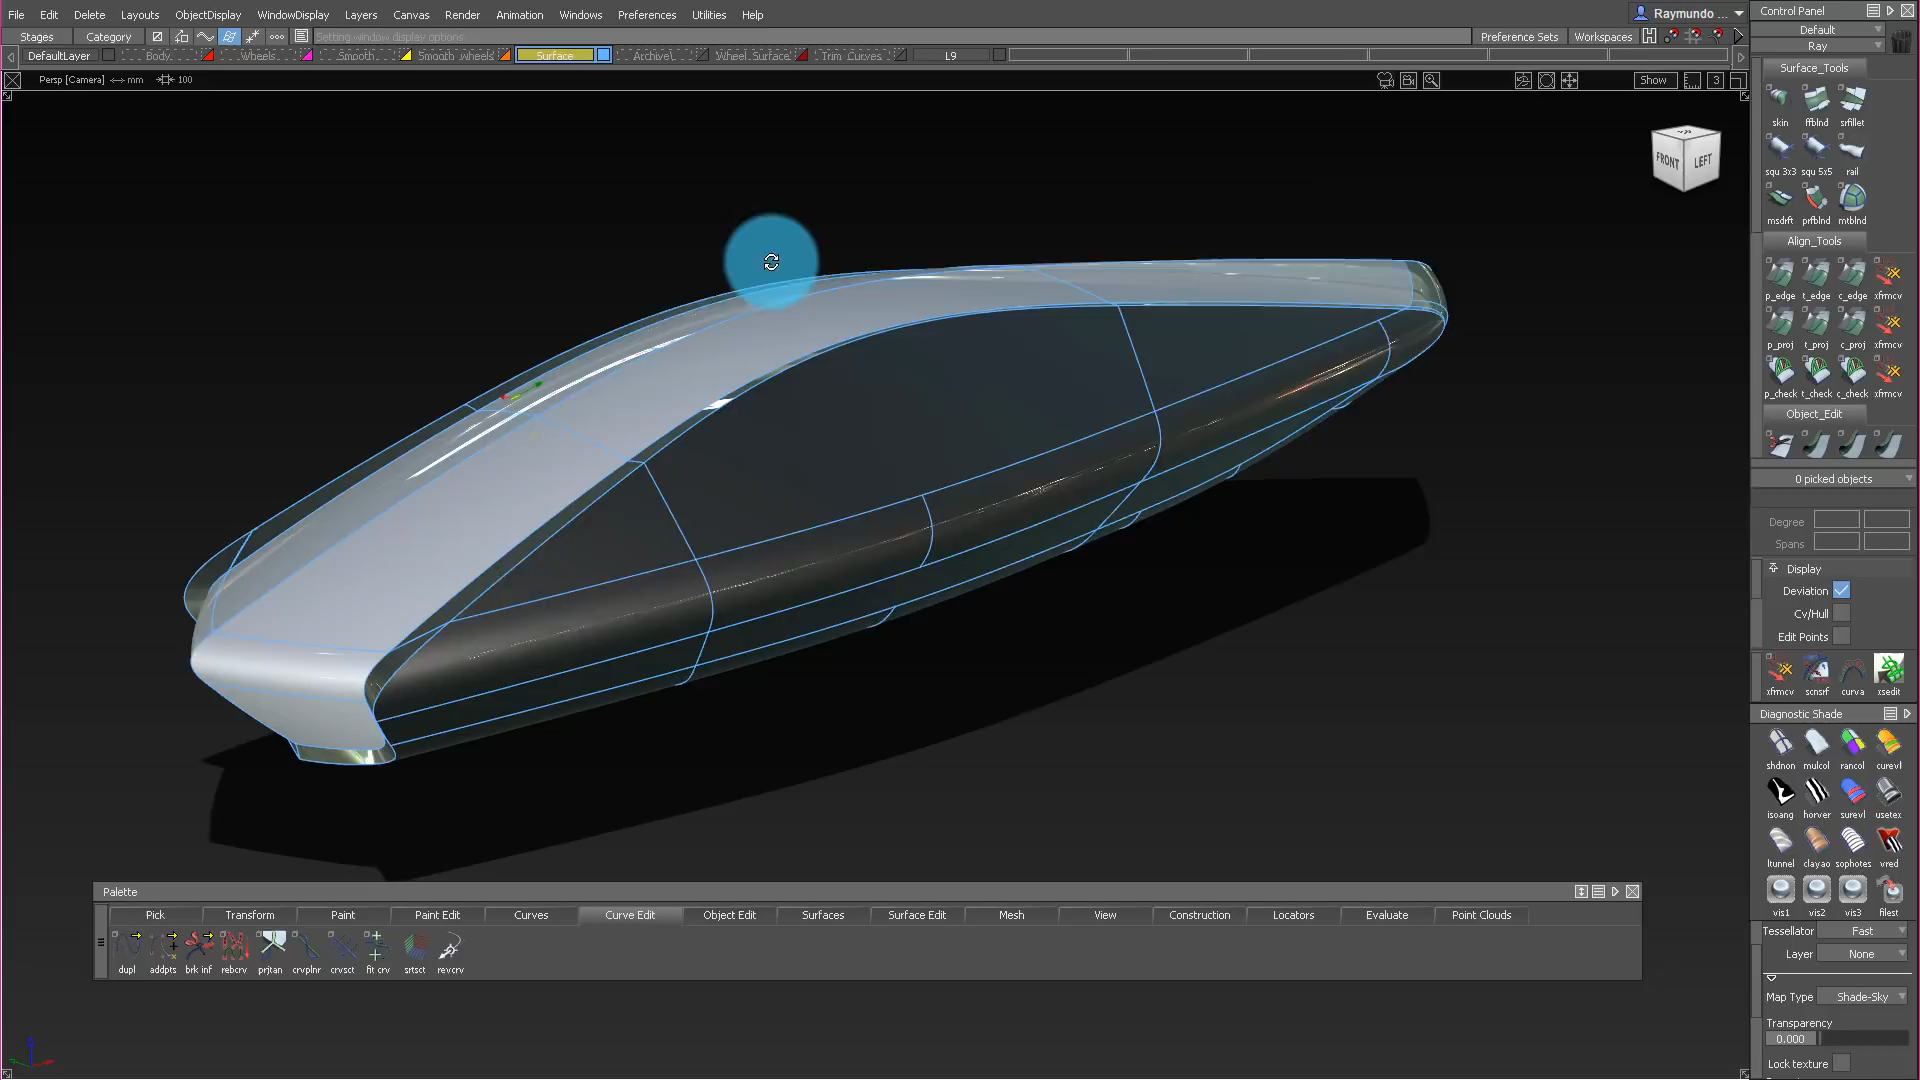 File Edit Delete Layouts ObjectDisplay WindowDisplay Layers Canvas Render Animation Windows Preferences Utilities Help
Raymundo ...
Stages Category Setting window display options Preference Sets Workspaces
DefaultLayer Body Wheels Smooth Smooth wheels Surface Archive Wheel Surface Trim Curves L9
Persp [Camera] mm 100 Show 3
FRONT LEFT
Control Panel
Default
Ray
Surface_Tools
skin ffblnd srfillet
squ 3x3 squ 5x5 rail
msdrft prfblnd mtblnd
Align_Tools
p_edge t_edge c_edge xfrmcv
p_proj t_proj c_proj xfrmcv
p_check t_check c_check xfrmcv
Object_Edit
0 picked objects
Degree
Spans
Display
Deviation
Cv/Hull
Edit Points
xfrmcv scnsrf curva xsedit
Diagnostic Shade
shdnon mulcol rancol curevl
isoang horver surevl usetex
ltunnel clayao sophotes vred
vis1 vis2 vis3 filest
Tessellator Fast
Layer None
Map Type Shade-Sky
Transparency
0.000
Lock texture
Palette
Pick Transform Paint Paint Edit Curves Curve Edit Object Edit Surfaces Surface Edit Mesh View Construction Locators Evaluate Point Clouds
dupl addpts brk inf rebcrv prjtan crvplnr crvsct fit crv srtsct revcrv